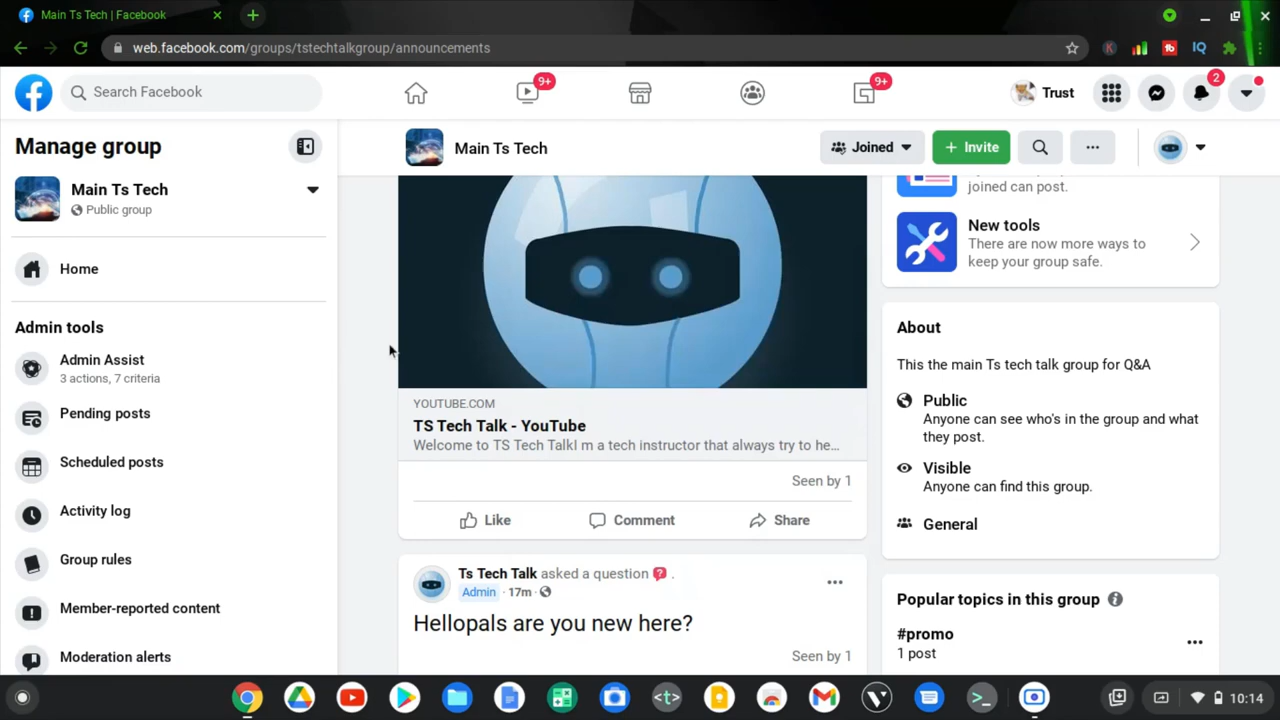 Main Ts Tech | Facebook
web.facebook.com/groups/tstechtalkgroup/announcements
K
tb
IQ
Search Facebook
9+
9+
Trust
2
Manage group
Main Ts Tech
Public group
Home
Admin tools
Admin Assist
3 actions, 7 criteria
Pending posts
Scheduled posts
Activity log
Group rules
Member-reported content
Moderation alerts
Main Ts Tech
Joined
+ Invite
YOUTUBE.COM
TS Tech Talk - YouTube
Welcome to TS Tech TalkI m a tech instructor that always try to he...
Seen by 1
Like
Comment
Share
Ts Tech Talk asked a question .
Admin · 17m ·
Hellopals are you new here?
Seen by 1
joined can post.
New tools
There are now more ways to
keep your group safe.
About
This the main Ts tech talk group for Q&A
Public
Anyone can see who's in the group and what
they post.
Visible
Anyone can find this group.
General
Popular topics in this group
#promo
1 post
<t>
10:14